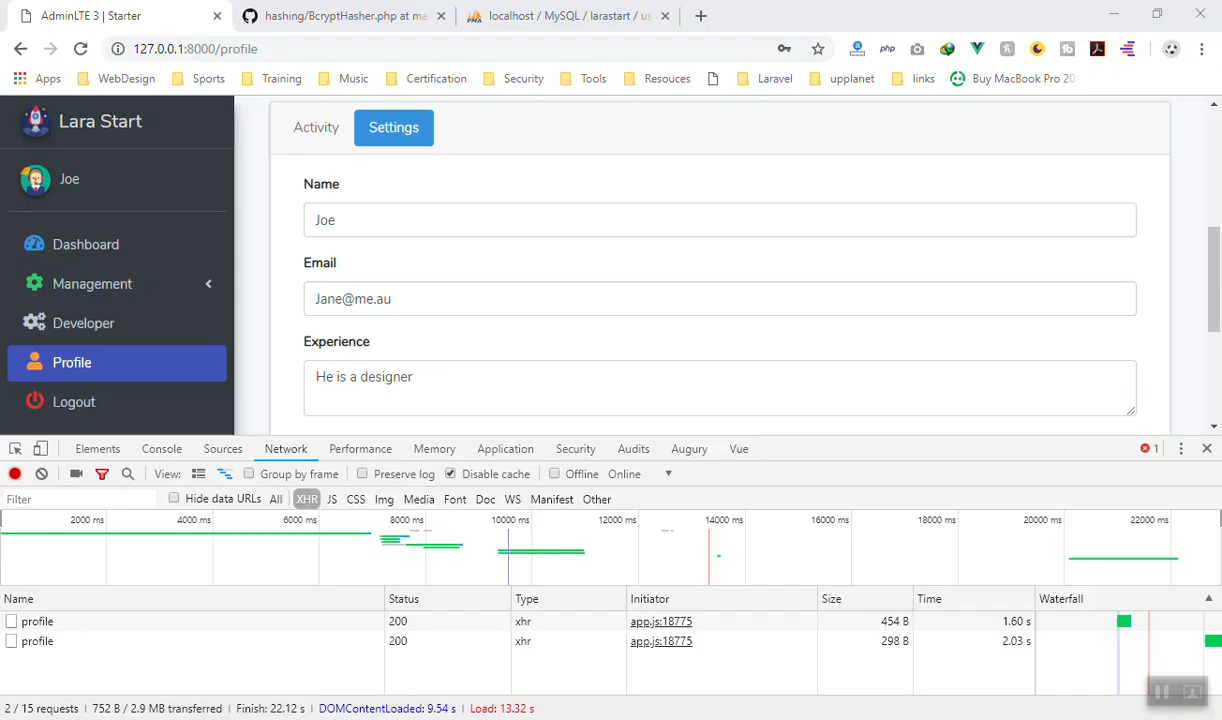 AdminLTE 3 | Starter
hashing/BcryptHasher.php at ma
localhost / MySQL / larastart / us
127.0.0.1:8000/profile
php
Apps WebDesign Sports Training Music Certification Security Tools Resouces Laravel upplanet links Buy MacBook Pro 20
Lara Start
Joe
Dashboard
Management
Developer
Profile
Logout
Activity Settings
Name
Joe
Email
Jane@me.au
Experience
He is a designer
Elements Console Sources Network Performance Memory Application Security Audits Augury Vue 1
View: Group by frame Preserve log Disable cache Offline Online
Filter Hide data URLs All XHR JS CSS Img Media Font Doc WS Manifest Other
2000 ms 4000 ms 6000 ms 8000 ms 10000 ms 12000 ms 14000 ms 16000 ms 18000 ms 20000 ms 22000 ms
Name Status Type Initiator Size Time Waterfall
profile 200 xhr app.js:18775 454 B 1.60 s
profile 200 xhr app.js:18775 298 B 2.03 s
2 / 15 requests | 752 B / 2.9 MB transferred | Finish: 22.12 s | DOMContentLoaded: 9.54 s | Load: 13.32 s